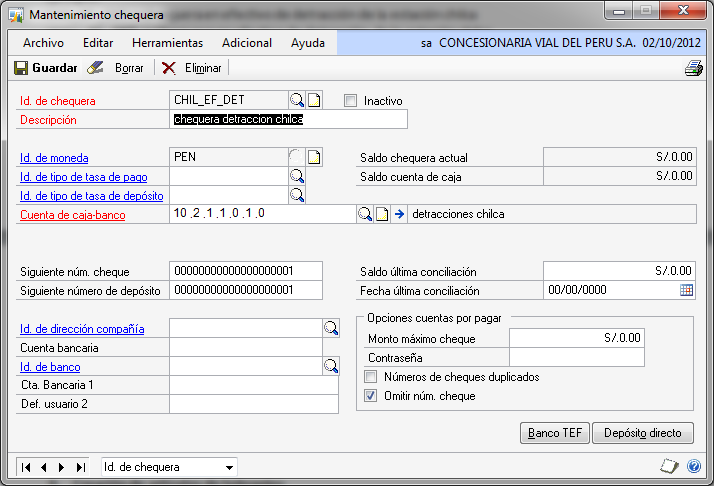 Mantenimiento chequera
Archivo Editar Herramientas Adicional Ayuda sa CONCESIONARIA VIAL DEL PERU S.A. 02/10/2012
Guardar Borrar Eliminar
Id. de chequera CHIL_EF_DET Inactivo
Descripción chequera detraccion chilca
Id. de moneda PEN Saldo chequera actual S/.0.00
Id. de tipo de tasa de pago Saldo cuenta de caja S/.0.00
Id. de tipo de tasa de depósito
Cuenta de caja-banco 10 .2 .1 .1 .0 .1 .0 detracciones chilca
Siguiente núm. cheque 00000000000000000001 Saldo última conciliación S/.0.00
Siguiente número de depósito 00000000000000000001 Fecha última conciliación 00/00/0000
Id. de dirección compañía Opciones cuentas por pagar
Cuenta bancaria Monto máximo cheque S/.0.00
Id. de banco Contraseña
Cta. Bancaria 1 Números de cheques duplicados
Def. usuario 2 Omitir núm. cheque
Banco TEF Depósito directo
Id. de chequera